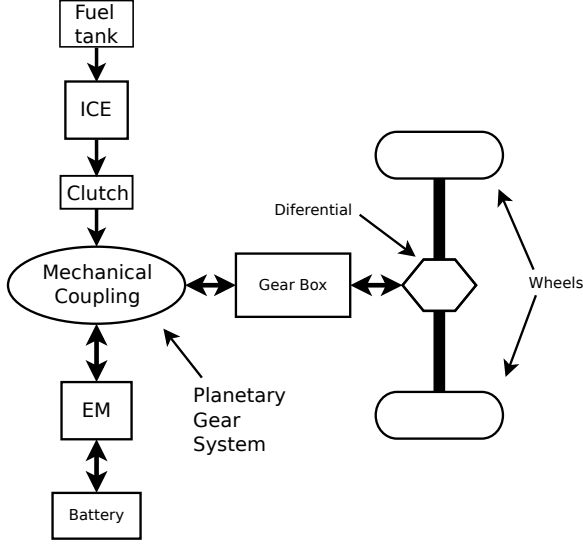 Fuel
tank
ICE
Clutch
Mechanical
Coupling
EM
Battery
Planetary
Gear
System
Gear Box
Diferential
Wheels